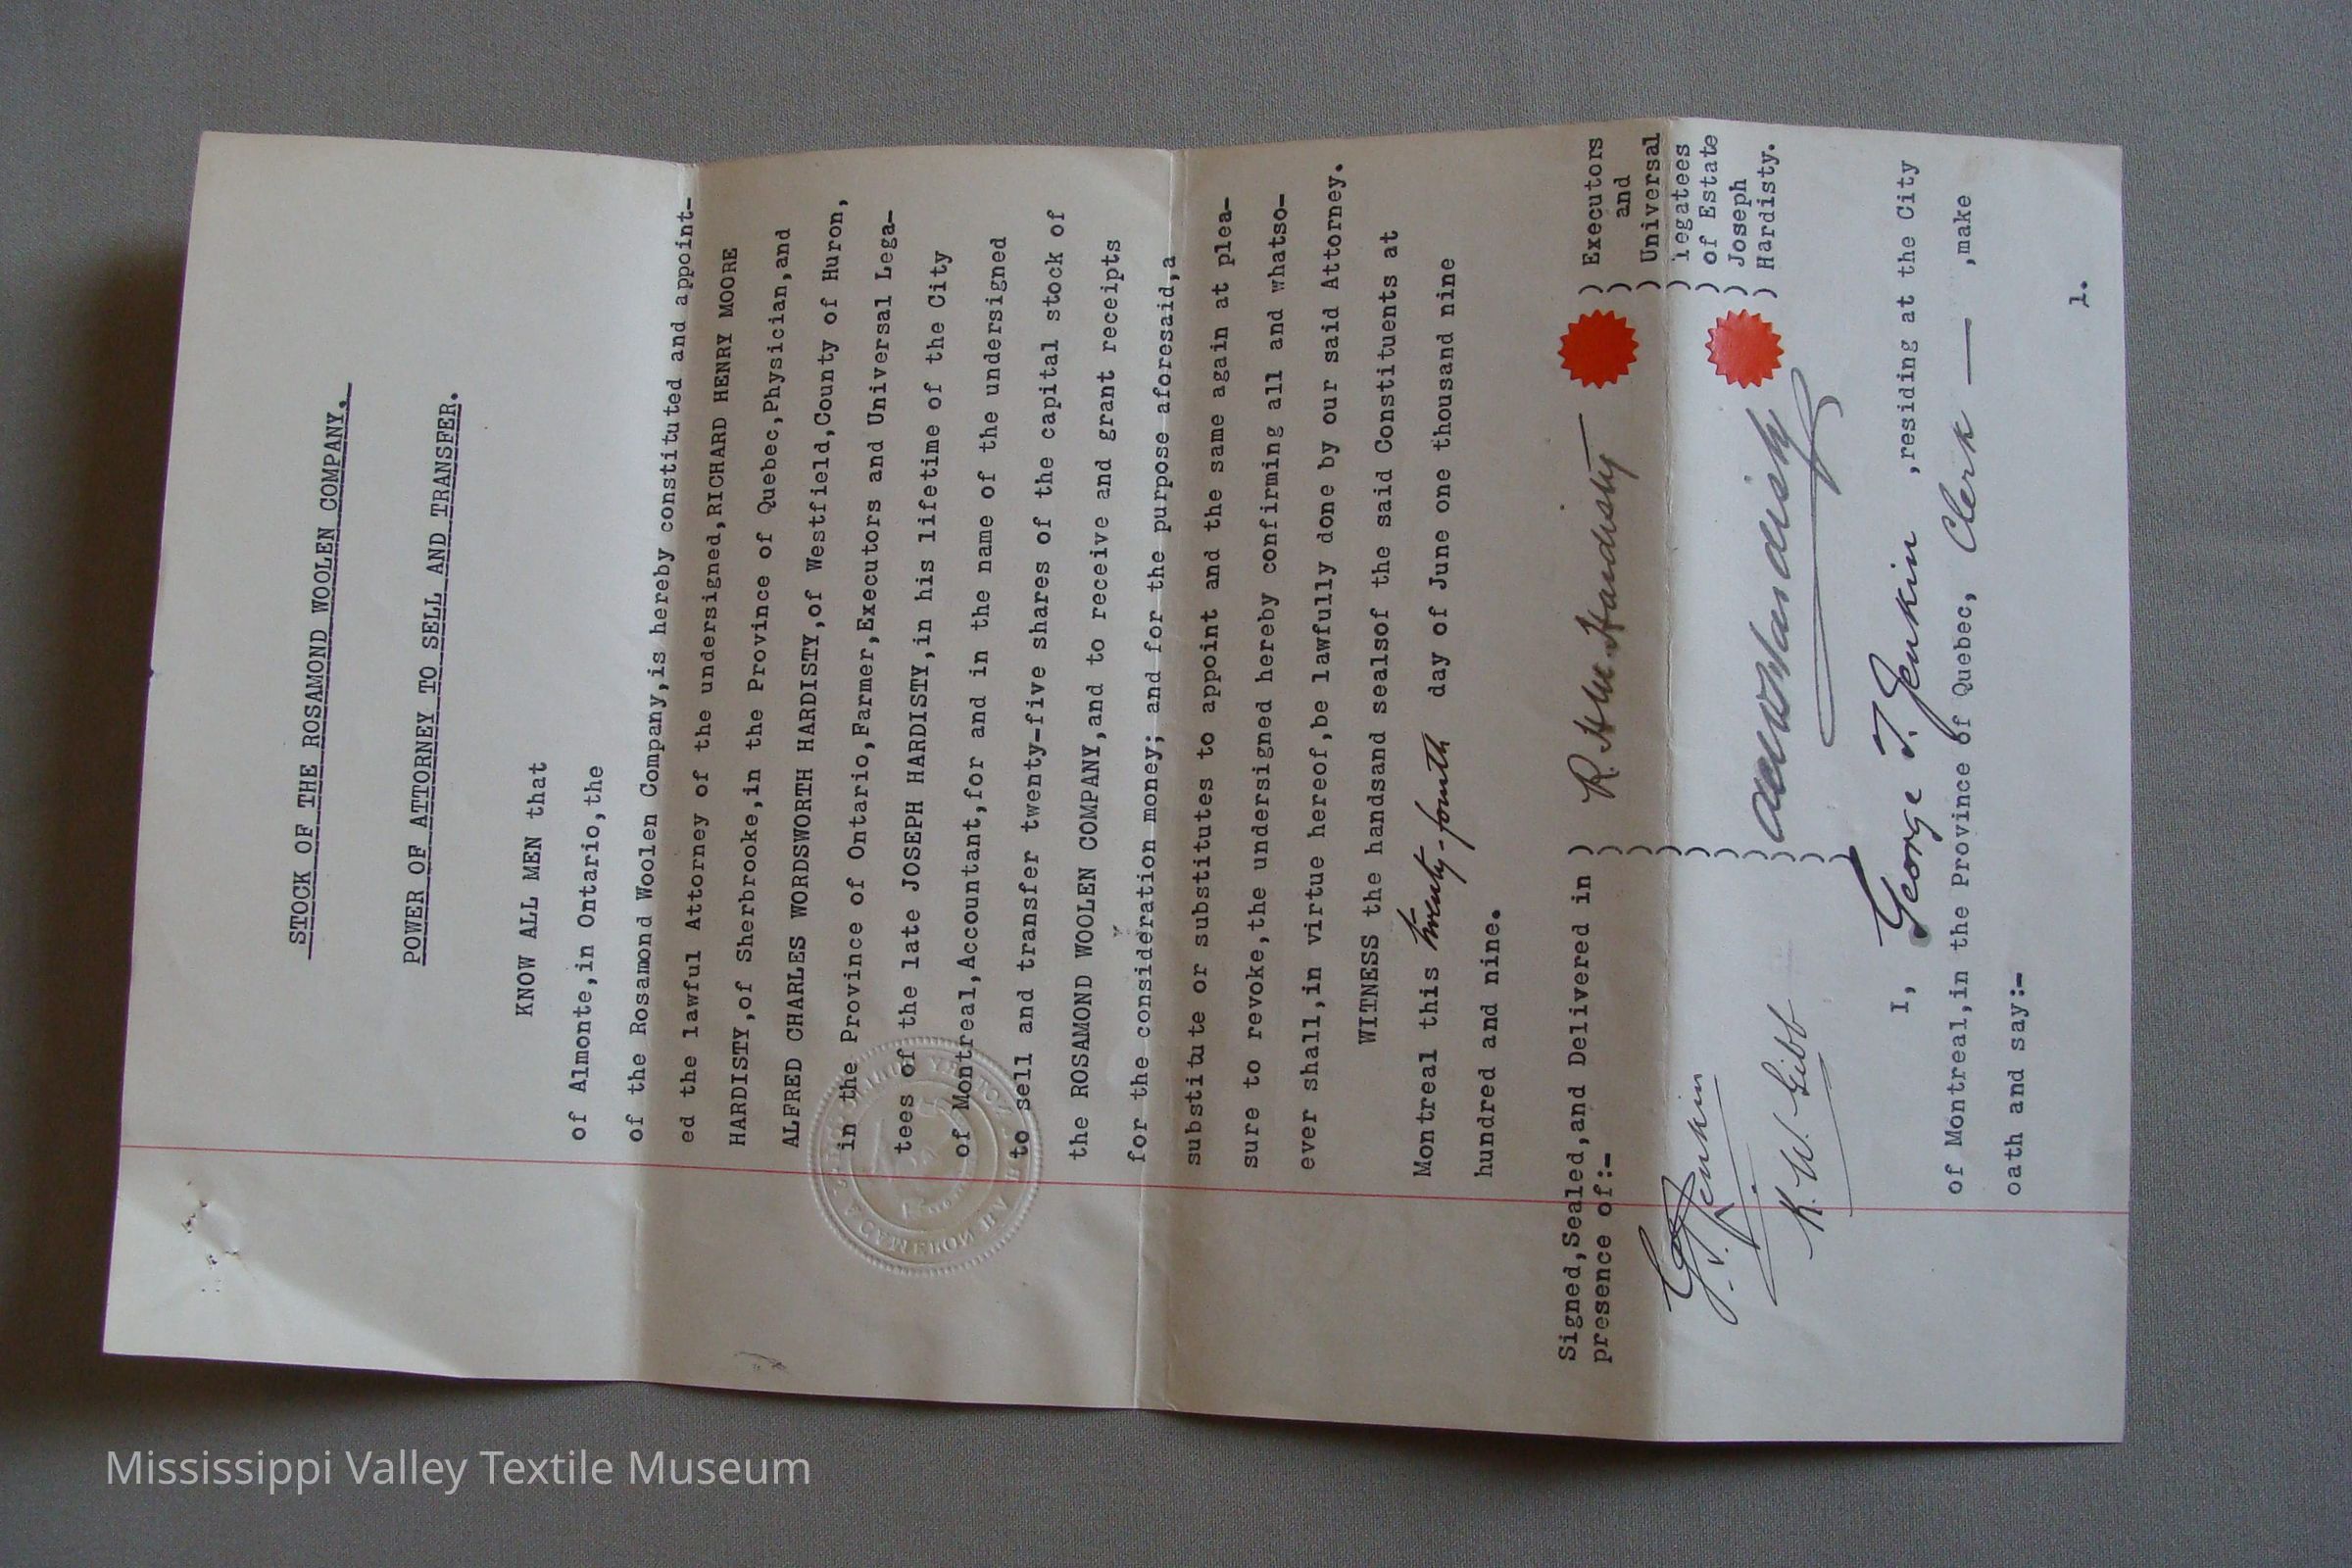 STOCK OF THE ROSAMOND WOOLEN COMPANY.
POWER OF ATTORNEY TO SELL AND TRANSFER.
KNOW ALL MEN that
of Almonte,in Ontario,the
of the Rosamond Woolen Company,is hereby constituted and appoint-
ed the lawful Attorney of the undersigned,RICHARD HENRY MOORE
HARDISTY,of Sherbrooke,in the Province of Quebec,Physician,and
ALFRED CHARLES WORDSWORTH HARDISTY,of Westfield,County of Huron,
in the Province of Ontario,Farmer,Executors and Universal Lega-
tees of the late JOSEPH HARDISTY,in his lifetime of the City
of Montreal,Accountant,for and in the name of the undersigned
to sell and transfer twenty-five shares of the capital stock of
the ROSAMOND WOOLEN COMPANY,and to receive and grant receipts
for the consideration money; and for the purpose aforesaid,a
substitute or substitutes to appoint and the same again at plea-
sure to revoke,the undersigned hereby confirming all and whatso-
ever shall,in virtue hereof,be lawfully done by our said Attorney.
WITNESS the handsand sealsof the said Constituents at
Montreal this twenty-fourth day of June one thousand nine
hundred and nine.
Signed,Sealed,and Delivered in )
presence of:-
R. H. M. Hardisty
) Executors
) and
) Universal
) Legatees
) of Estate
) Joseph
) Hardisty.
G. T. Jenkin
ACW Hardisty
K. W. Gibb
I, George T. Jenkin ,residing at the City
of Montreal,in the Province of Quebec, Clerk — ,make
oath and say:-
1.
Mississippi Valley Textile Museum